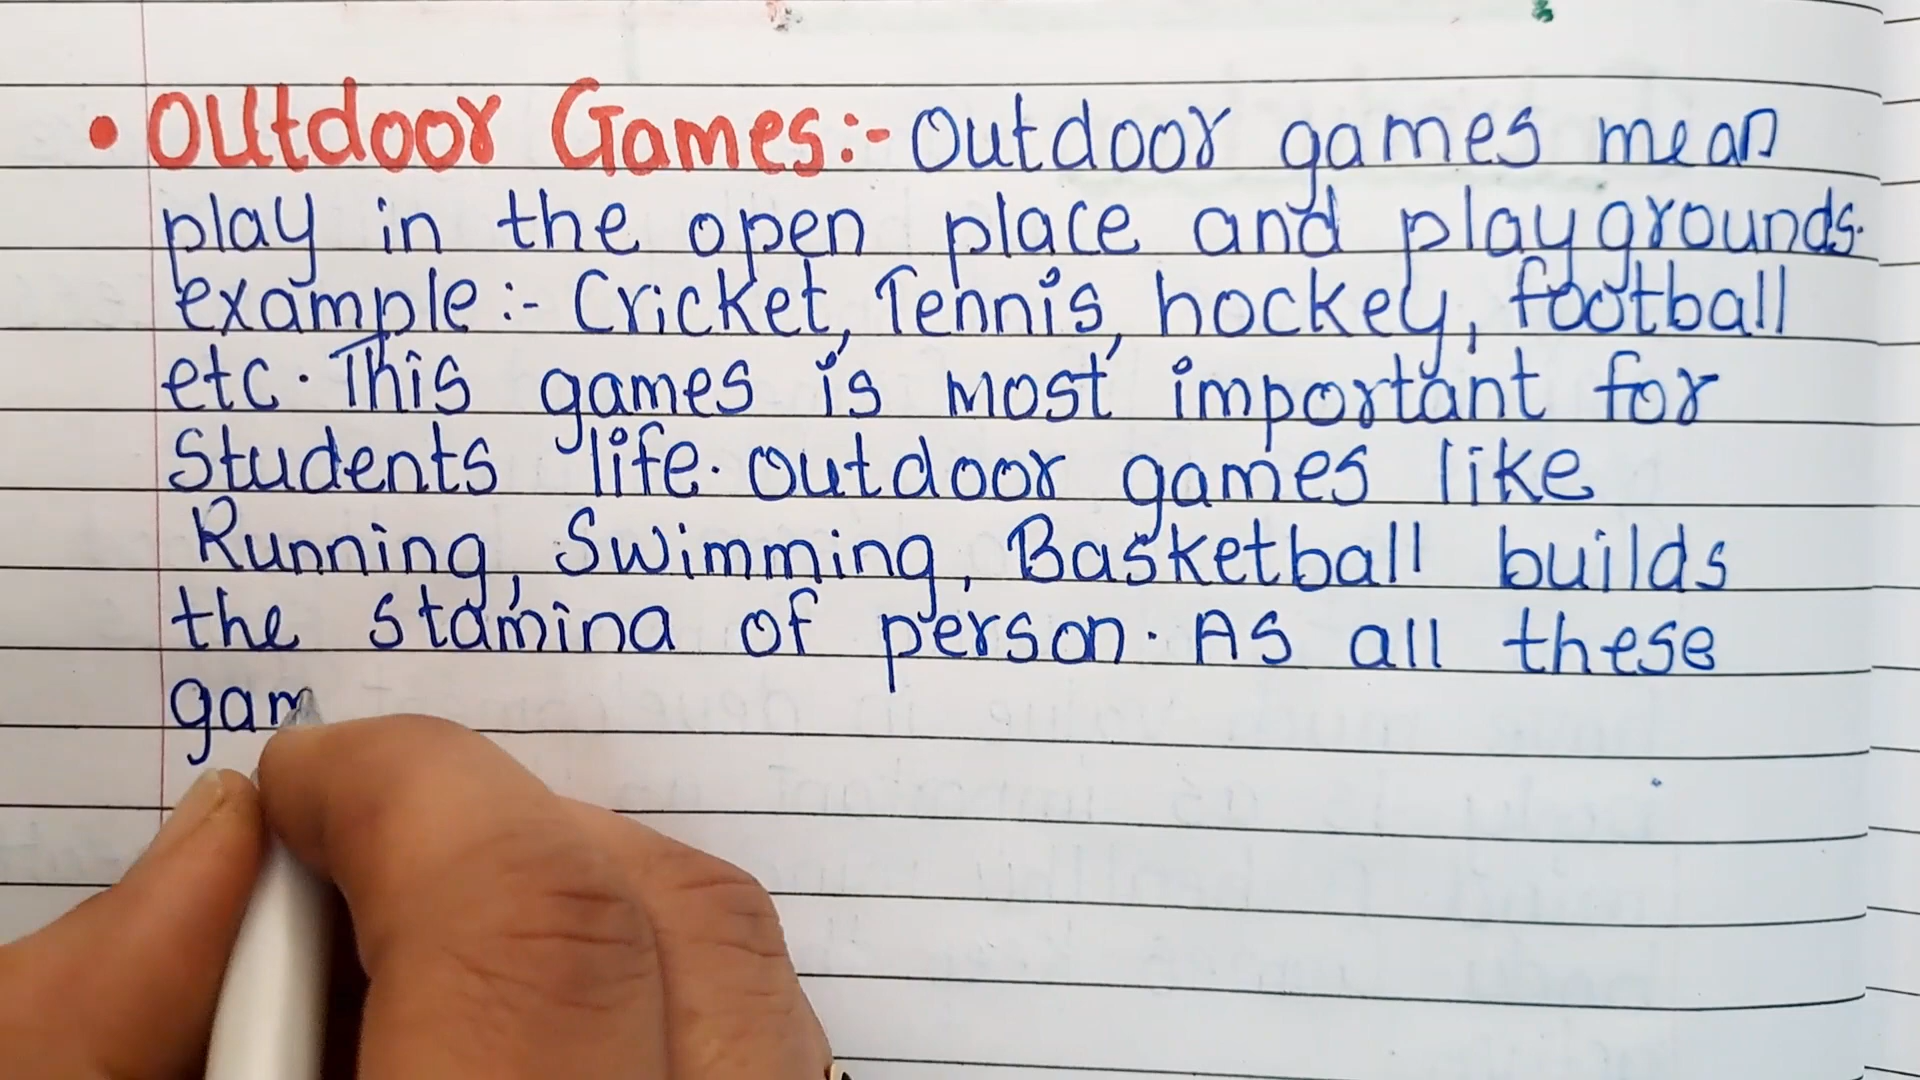 • Outdoor Games:- Outdoor games mean
play in the open place and playgrounds.
example:- Cricket, Tennis, hockey, football
etc. This games is most important for
Students life. Outdoor games like
Running, Swimming, Basketball builds
the stamina of person. As all these
gam